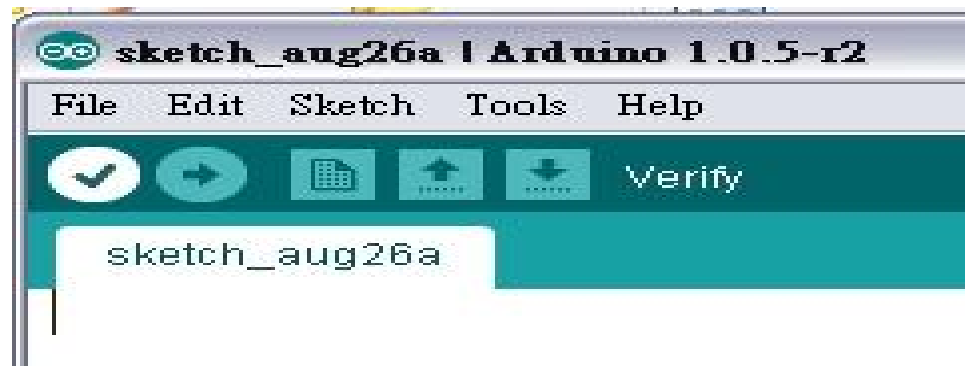 sketch_aug26a | Arduino 1.0.5-r2
File Edit Sketch Tools Help
Verify
sketch_aug26a